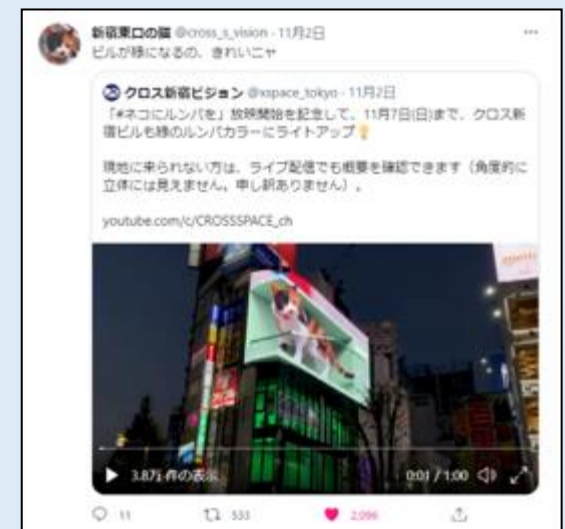 新宿東口の猫 @cross_s_vision · 11月2日
ビルが緑になるの、きれいニャ
クロス新宿ビジョン @xspace_tokyo · 11月2日
「#ネコにルンバを」放映開始を記念して、11月7日(日)まで、クロス新
宿ビルも緑のルンバカラーにライトアップ💡
現地に来られない方は、ライブ配信でも概要を確認できます（角度的に
立体には見えません。申し訳ありません）。
youtube.com/c/CROSSSPACE_ch
3.8万 件の表示
0:01 / 1:00
11
533
2,096